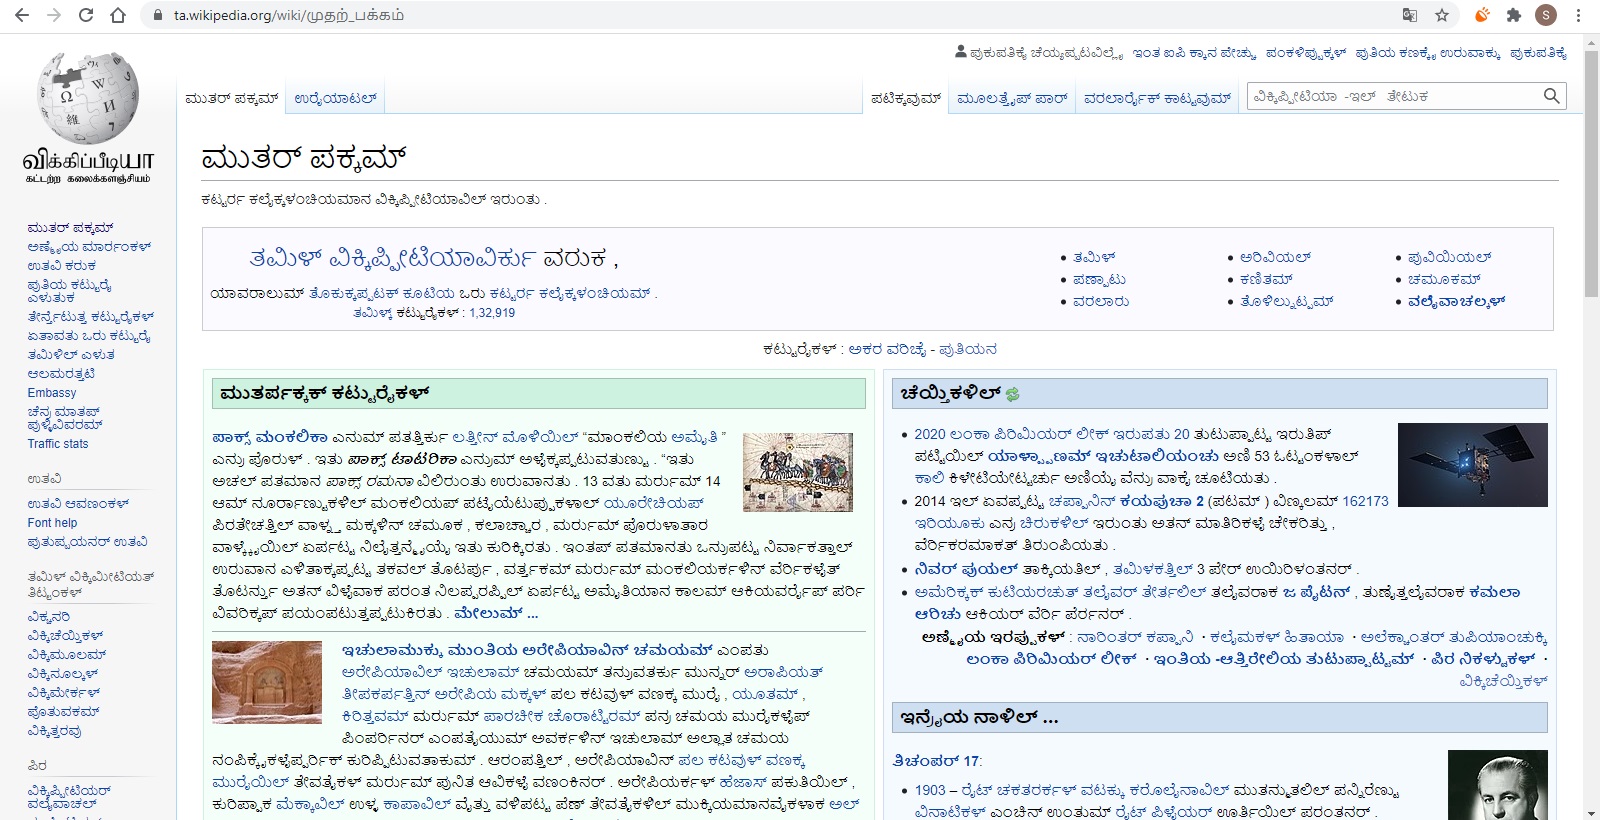 ta.wikipedia.org/wiki/முதற்_பக்கம்
S
ಪುಕುಪತಿಕೈ ಚೆಯ್ಯಪ್ಪಟವಿಲ್ಲೈ ಇಂತ ಐಪಿ ಕ್ಕಾನ ಪೇಚ್ಚು ಪಂಕಳಿಪ್ಪುಕ್ಕಳ್ ಪುತಿಯ ಕಣಕ್ಕೈ ಉರುವಾಕ್ಕು ಪುಕುಪತಿಕೈ
ಮುತರ್ ಪಕ್ಕಮ್ ಉರೈಯಾಟಲ್ ಪಟಿಕ್ಕವುಮ್ ಮೂಲತ್ತೈಪ್ ಪಾರ್ ವರಲಾರ್ರೈಕ್ ಕಾಟ್ಟವುಮ್ ವಿಕ್ಕಿಪ್ಪೀಟಿಯಾ -ಇಲ್ ತೇಟುಕ
விக்கிப்பீடியா
கட்டற்ற கலைக்களஞ்சியம்
ಮುತರ್ ಪಕ್ಕಮ್
ಅಣ್ಮೈಯ ಮಾರ್ರಂಕಳ್
ಉತವಿ ಕರುಕ
ಪುತಿಯ ಕಟ್ಟುರೈ
ಎಳುತುಕ
ತೇರ್ನ್ತೆಟುತ್ತ ಕಟ್ಟುರೈಕಳ್
ಏತಾವತು ಒರು ಕಟ್ಟುರೈ
ತಮಿಳಿಲ್ ಎಳುತ
ಆಲಮರತ್ತಟಿ
Embassy
ಚೆನ್ರ ಮಾತಪ್
ಪುಳ್ಳಿವಿವರಮ್
Traffic stats
ಉತವಿ
ಉತವಿ ಆವಣಂಕಳ್
Font help
ಪುತುಪ್ಪಯನರ್ ಉತವಿ
ತಮಿಳ್ ವಿಕ್ಕಿಮೀಟಿಯತ್
ತಿಟ್ಟಂಕಳ್
ವಿಕ್ಚನರಿ
ವಿಕ್ಕಿಚೆಯ್ತಿಕಳ್
ವಿಕ್ಕಿಮೂಲಮ್
ವಿಕ್ಕಿನೂಲ್ಕಳ್
ವಿಕ್ಕಿಮೇರ್ಕಳ್
ಪೊತುವಕಮ್
ವಿಕ್ಕಿತ್ತರವು
ಪಿರ
ವಿಕ್ಕಿಪ್ಪೀಟಿಯರ್
ವಲೈವಾಚಲ್
ಮುತರ್ ಪಕ್ಕಮ್
ಕಟ್ಟರ್ರ ಕಲೈಕ್ಕಳಂಚಿಯಮಾನ ವಿಕ್ಕಿಪ್ಪೀಟಿಯಾವಿಲ್ ಇರುಂತು .
ತಮಿಳ್ ವಿಕ್ಕಿಪ್ಪೀಟಿಯಾವಿರ್ಕು ವರುಕ ,
ಯಾವರಾಲುಮ್ ತೊಕುಕ್ಕಪ್ಪಟಕ್ ಕೂಟಿಯ ಒರು ಕಟ್ಟರ್ರ ಕಲೈಕ್ಕಳಂಚಿಯಮ್ .
ತಮಿಳ್ಕ್ ಕಟ್ಟುರೈಕಳ್ : 1,32,919
• ತಮಿಳ್ • ಅರಿವಿಯಲ್ • ಪುವಿಯಿಯಲ್
• ಪಣ್ಪಾಟು • ಕಣಿತಮ್ • ಚಮೂಕಮ್
• ವರಲಾರು • ತೊಳಿಲ್ನುಟ್ಪಮ್ • ವಲೈವಾಚಲ್ಕಳ್
ಕಟ್ಟುರೈಕಳ್ : ಅಕರ ವರಿಚೈ - ಪುತಿಯನ
ಮುತರ್ಪಕ್ಕಕ್ ಕಟ್ಟುರೈಕಳ್
ಪಾಕ್ಸ್ ಮಂಕಲಿಕಾ ಎನುಮ್ ಪತತ್ತಿರ್ಕು ಲತ್ತೀನ್ ಮೊಳಿಯಿಲ್ “ಮಾಂಕಲಿಯ ಅಮೈತಿ ”
ಎನ್ರು ಪೊರುಳ್ . ಇತು ಪಾಕ್ಸ್ ಟಾಟರಿಕಾ ಎನ್ರುಮ್ ಅಳೈಕ್ಕಪ್ಪಟುವತುಣ್ಟು . “ಇತು
ಅಚಲ್ ಪತಮಾನ ಪಾಕ್ಸ್ ರಮನಾ ವಿಲಿರುಂತು ಉರುವಾನತು . 13 ವತು ಮರ್ರುಮ್ 14
ಆಮ್ ನೂರ್ರಾಣ್ಟುಕಳಿಲ್ ಮಂಕಲಿಯಪ್ ಪಟೈಯೆಟುಪ್ಪುಕಳಾಲ್ ಯೂರೇಚಿಯಪ್
ಪಿರತೇಚತ್ತಿಲ್ ವಾಳ್ನ್ತ ಮಕ್ಕಳಿನ್ ಚಮೂಕ , ಕಲಾಚ್ಚಾರ , ಮರ್ರುಮ್ ಪೊರುಳಾತಾರ
ವಾಳ್ಕ್ಕೈಯಿಲ್ ಏರ್ಪಟ್ಟ ನಿಲೈತ್ತನ್ಮೈಯೈ ಇತು ಕುರಿಕ್ಕಿರತು . ಇಂತಪ್ ಪತಮಾನತು ಒನ್ರುಪಟ್ಟ ನಿರ್ವಾಕತ್ತಾಲ್
ಉರುವಾನ ಎಳಿತಾಕ್ಕಪ್ಪಟ್ಟ ತಕವಲ್ ತೊಟರ್ಪು , ವರ್ತ್ತಕಮ್ ಮರ್ರುಮ್ ಮಂಕಲಿಯರ್ಕಳಿನ್ ವೆರ್ರಿಕಳೈತ್
ತೊಟರ್ನ್ತು ಅತನ್ ವಿಳೈವಾಕ ಪರಂತ ನಿಲಪ್ಪರಪ್ಪಿಲ್ ಏರ್ಪಟ್ಟ ಅಮೈತಿಯಾನ ಕಾಲಮ್ ಆಕಿಯವರ್ರೈಪ್ ಪರ್ರಿ
ವಿವರಿಕ್ಕಪ್ ಪಯಂಪಟುತ್ತಪ್ಪಟುಕಿರತು . ಮೇಲುಮ್ ...
ಇಚುಲಾಮುಕ್ಕು ಮುಂತಿಯ ಅರೇಪಿಯಾವಿನ್ ಚಮಯಮ್ ಎಂಪತು
ಅರೇಪಿಯಾವಿಲ್ ಇಚುಲಾಮ್ ಚಮಯಮ್ ತನ್ರುವತರ್ಕು ಮುನ್ನರ್ ಅರಾಪಿಯತ್
ತೀಪಕರ್ಪತ್ತಿನ್ ಅರೇಪಿಯ ಮಕ್ಕಳ್ ಪಲ ಕಟವುಳ್ ವಣಕ್ಕ ಮುರೈ , ಯೂತಮ್ ,
ಕಿರಿತ್ತವಮ್ ಮರ್ರುಮ್ ಪಾರಚೀಕ ಚೊರಾಟ್ಟಿರಮ್ ಪನ್ರ ಚಮಯ ಮುರೈಕಳೈಪ್
ಪಿಂಪರ್ರಿನರ್ ಎಂಪತೈಯುಮ್ ಅವರ್ಕಳಿನ್ ಇಚುಲಾಮ್ ಅಲ್ಲಾತ ಚಮಯ
ನಂಪಿಕ್ಕೈಕಳೈಪ್ಪರ್ರಿಕ್ ಕುರಿಪ್ಪಿಟುವತಾಕುಮ್ . ಆರಂಪತ್ತಿಲ್ , ಅರೇಪಿಯಾವಿನ್ ಪಲ ಕಟವುಳ್ ವಣಕ್ಕ
ಮುರೈಯಿಲ್ ತೇವತೈಕಳ್ ಮರ್ರುಮ್ ಪುನಿತ ಆವಿಕಳೈ ವಣಂಕಿನರ್ . ಅರೇಪಿಯರ್ಕಳ್ ಹೆಜಾಸ್ ಪಕುತಿಯಿಲ್ ,
ಕುರಿಪ್ಪಾಕ ಮೆಕ್ಕಾವಿಲ್ ಉಳ್ಳ ಕಾಪಾವಿಲ್ ವೈತ್ತು ವಳಿಪಟ್ಟ ಪೆಣ್ ತೇವತೈಕಳಿಲ್ ಮುಕ್ಕಿಯಮಾನವೈಕಳಾಕ ಅಲ್
ಚೆಯ್ತಿಕಳಿಲ್
• 2020 ಲಂಕಾ ಪಿರಿಮಿಯರ್ ಲೀಕ್ ಇರುಪತು 20 ತುಟುಪ್ಪಾಟ್ಟ ಇರುತಿಪ್
ಪಟ್ಟಿಯಿಲ್ ಯಾಳ್ಪ್ಪಾಣಮ್ ಇಚುಟಾಲಿಯಂಚು ಅಣಿ 53 ಓಟ್ಟಂಕಳಾಲ್
ಕಾಲಿ ಕಿಳೇಟಿಯೇಟ್ಟರ್ಚು ಅಣಿಯೈ ವೆನ್ರು ವಾಕೈ ಚೂಟಿಯತು .
• 2014 ಇಲ್ ಏವಪ್ಪಟ್ಟ ಚಪ್ಪಾನಿನ್ ಕಯಪುಚಾ 2 (ಪಟಮ್ ) ವಿಣ್ಕಲಮ್ 162173
ಇರಿಯೂಕು ಎನ್ರ ಚಿರುಕಳಿಲ್ ಇರುಂತು ಅತನ್ ಮಾತಿರಿಕಳೈ ಚೇಕರಿತ್ತು ,
ವೆರ್ರಿಕರಮಾಕತ್ ತಿರುಂಪಿಯತು .
• ನಿವರ್ ಪುಯಲ್ ತಾಕ್ಕಿಯತಿಲ್ , ತಮಿಳಕತ್ತಿಲ್ 3 ಪೇರ್ ಉಯಿರಿಳಂತನರ್ .
• ಅಮೆರಿಕ್ಕಕ್ ಕುಟಿಯರಚುತ್ ತಲೈವರ್ ತೇರ್ತಲಿಲ್ ತಲೈವರಾಕ ಜ ಪೈಟನ್ , ತುಣೈತ್ತಲೈವರಾಕ ಕಮಲಾ
ಆರಿಚು ಆಕಿಯರ್ ವೆರ್ರಿ ಪೆರ್ರನರ್ .
ಅಣ್ಮೈಯ ಇರಪ್ಪುಕಳ್ : ನಾರಿಂತರ್ ಕಪ್ಪಾನಿ · ಕಲೈಮಕಳ್ ಹಿತಾಯಾ · ಅಲೆಕ್ಚಾಂತರ್ ತುಪಿಯಾಂಚುಕ್ಕಿ
ಲಂಕಾ ಪಿರಿಮಿಯರ್ ಲೀಕ್ · ಇಂತಿಯ -ಆತ್ತಿರೇಲಿಯ ತುಟುಪ್ಪಾಟ್ಟಮ್ · ಪಿರ ನಿಕಳ್ವುಕಳ್ ·
ವಿಕ್ಕಿಚೆಯ್ತಿಕಳ್
ಇನ್ರೈಯ ನಾಳಿಲ್ ...
ತಿಚಂಪರ್ 17:
• 1903 – ರೈಟ್ ಚಕತರರ್ಕಳ್ ವಟಕ್ಕು ಕರೊಲೈನಾವಿಲ್ ಮುತನ್ಮುತಲಿಲ್ ಪನ್ನಿರೆಣ್ಟು
ವಿನಾಟಿಕಳ್ ಎಂಚಿನ್ ಉಂತುಮ್ ರೈಟ್ ಪಿಳೈಯರ್ ಊರ್ತಿಯಿಲ್ ಪರಂತನರ್ .